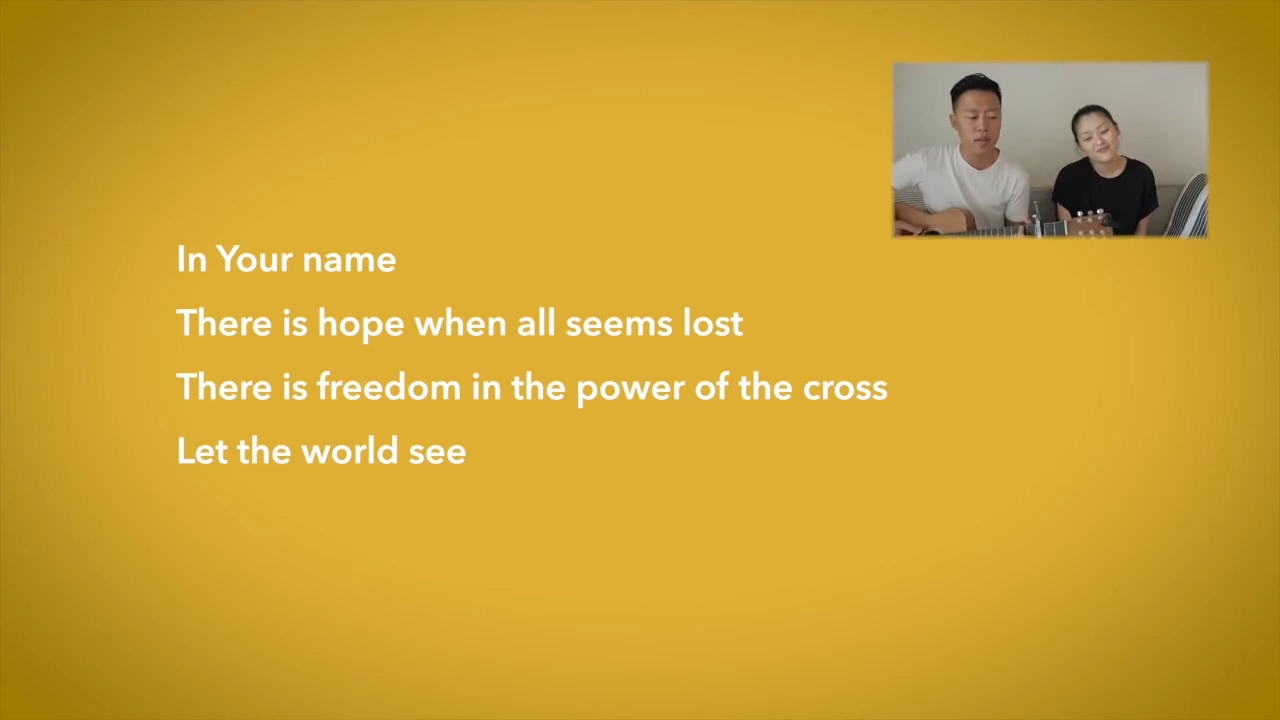 In Your name
There is hope when all seems lost
There is freedom in the power of the cross
Let the world see